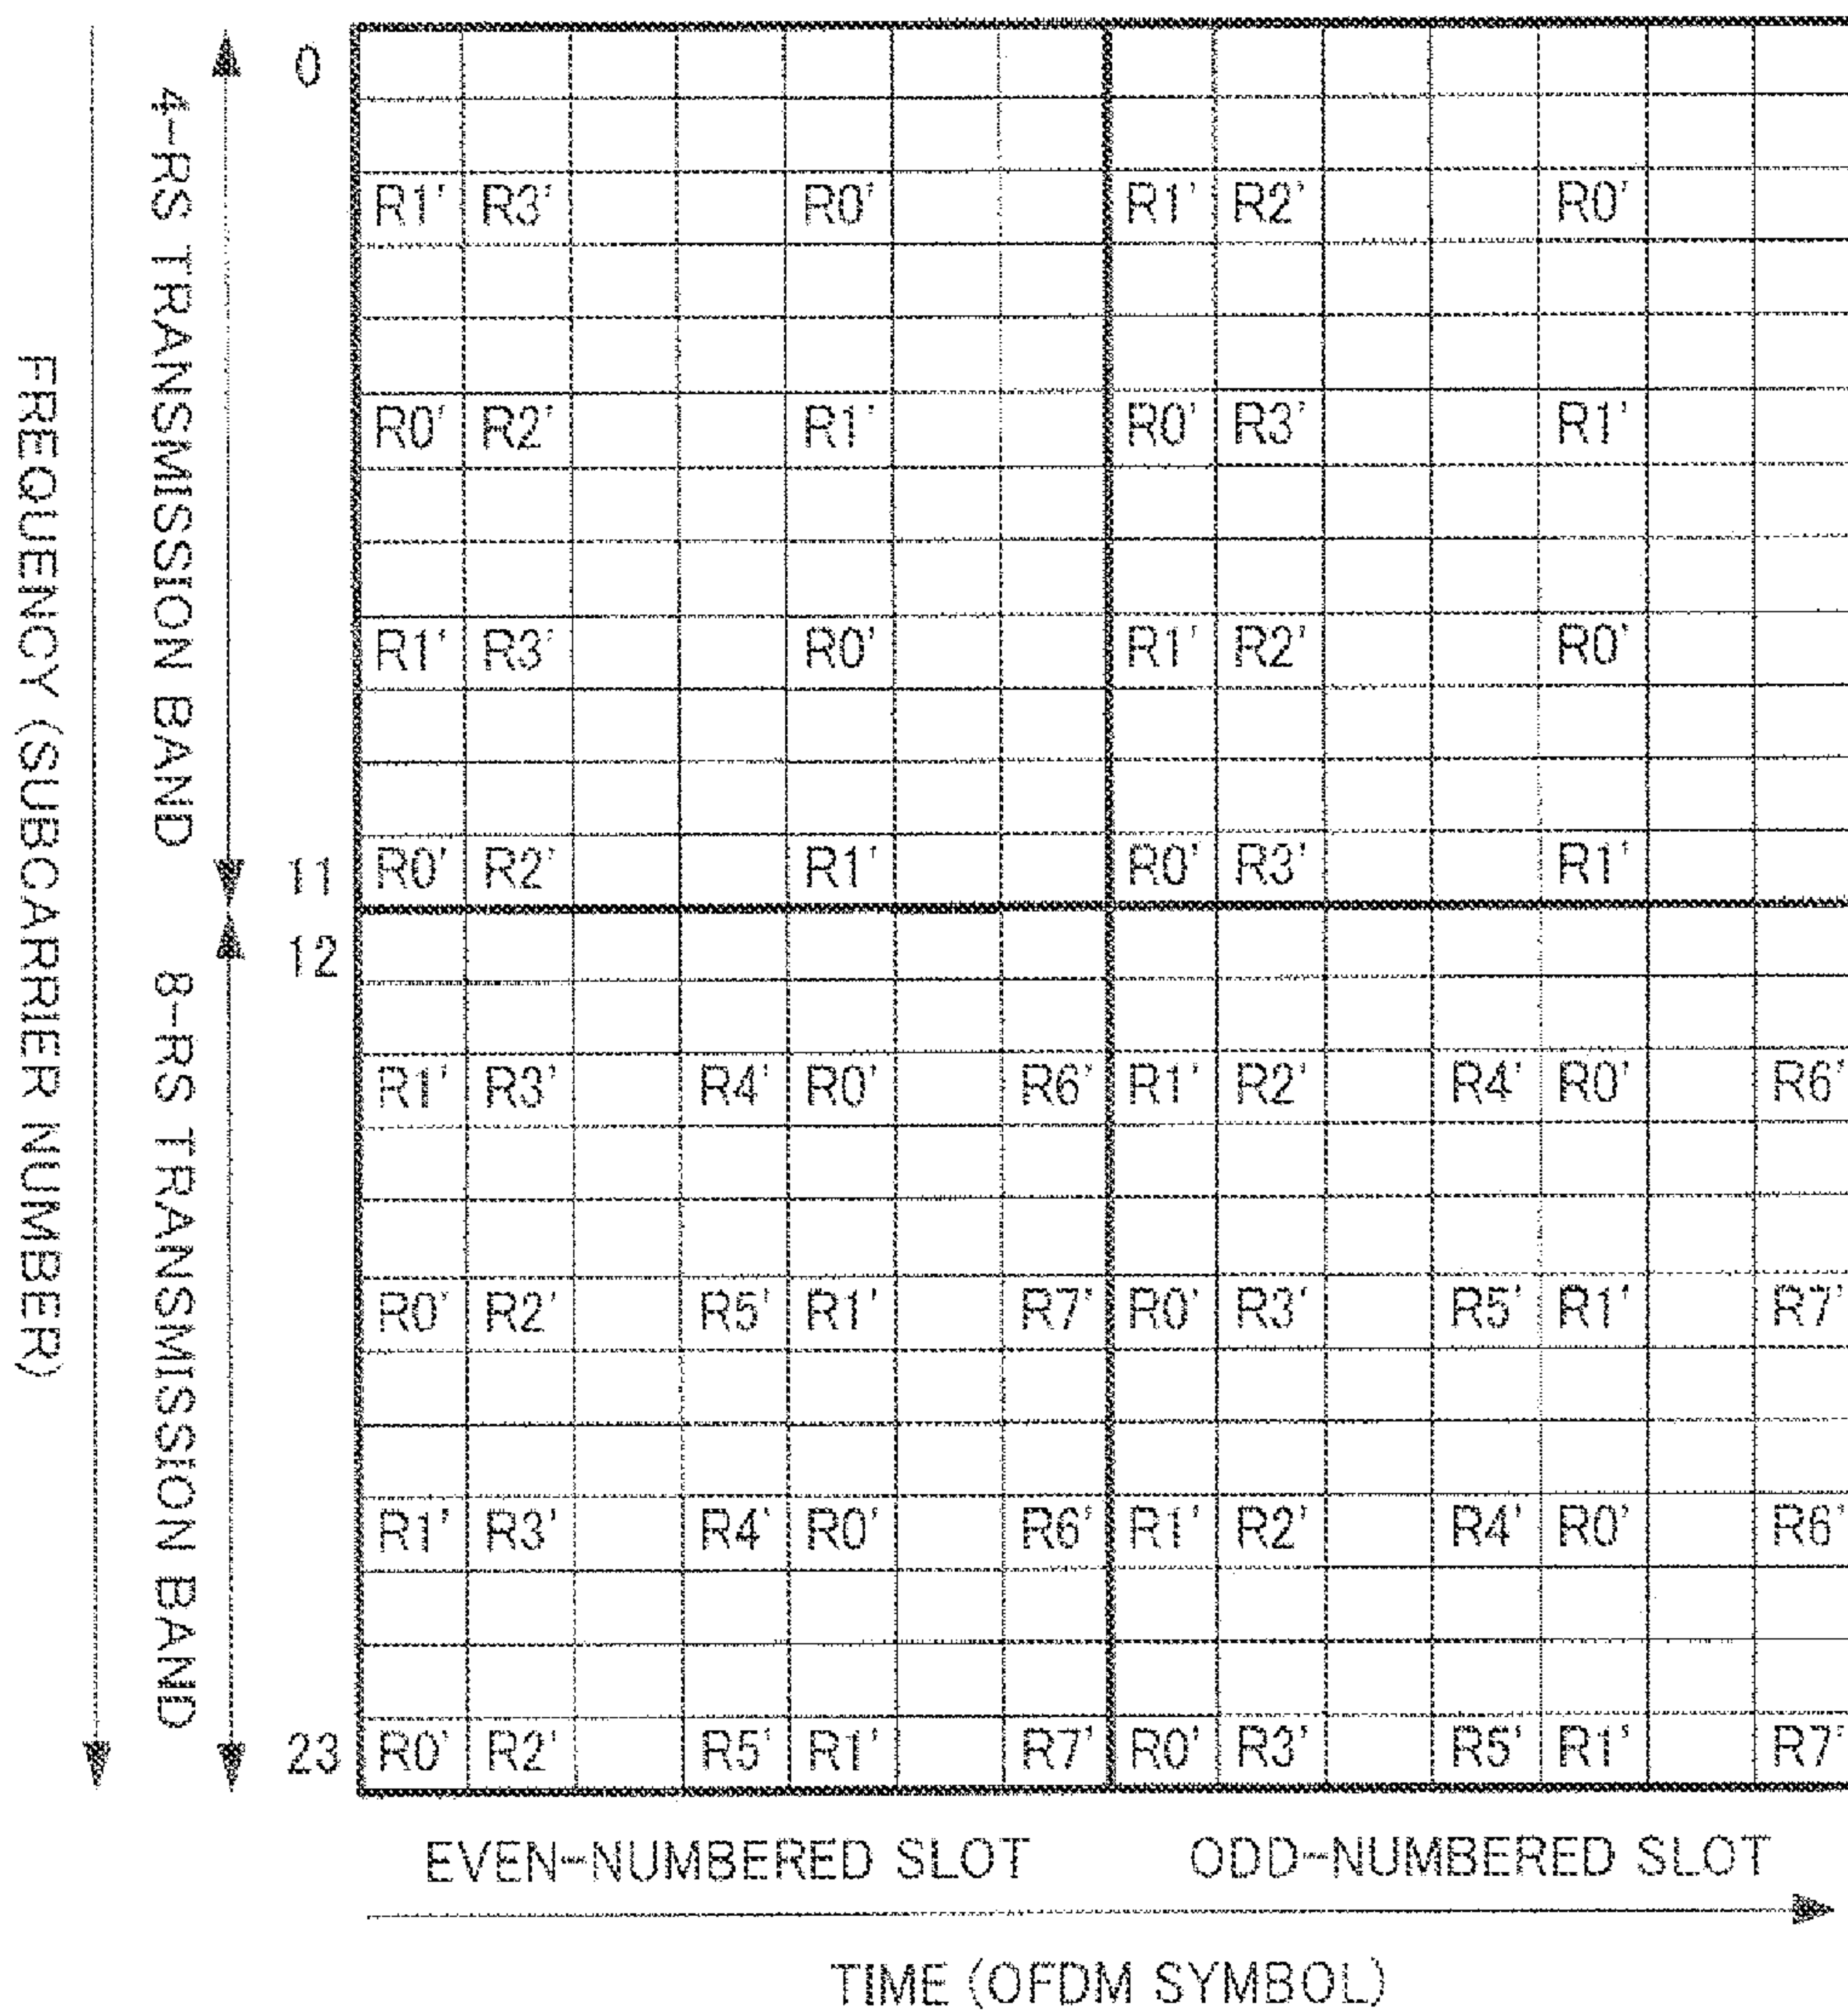 FREQUENCY (SUBCARRIER NUMBER)
4-RS TRANSMISSION BAND
8-RS TRANSMISSION BAND
0
R1' R3' R0' R1' R2' R0'
R0' R2' R1' R0' R3' R1'
R1' R3' R0' R1' R2' R0'
11 R0' R2' R1' R0' R3' R1'
12
R1' R3' R4' R0' R6' R1' R2' R4' R0' R6'
R0' R2' R5' R1' R7' R0' R3' R5' R1' R7'
R1' R3' R4' R0' R6' R1' R2' R4' R0' R6'
23 R0' R2' R5' R1' R7' R0' R3' R5' R1' R7'
EVEN-NUMBERED SLOT ODD-NUMBERED SLOT
TIME (OFDM SYMBOL)